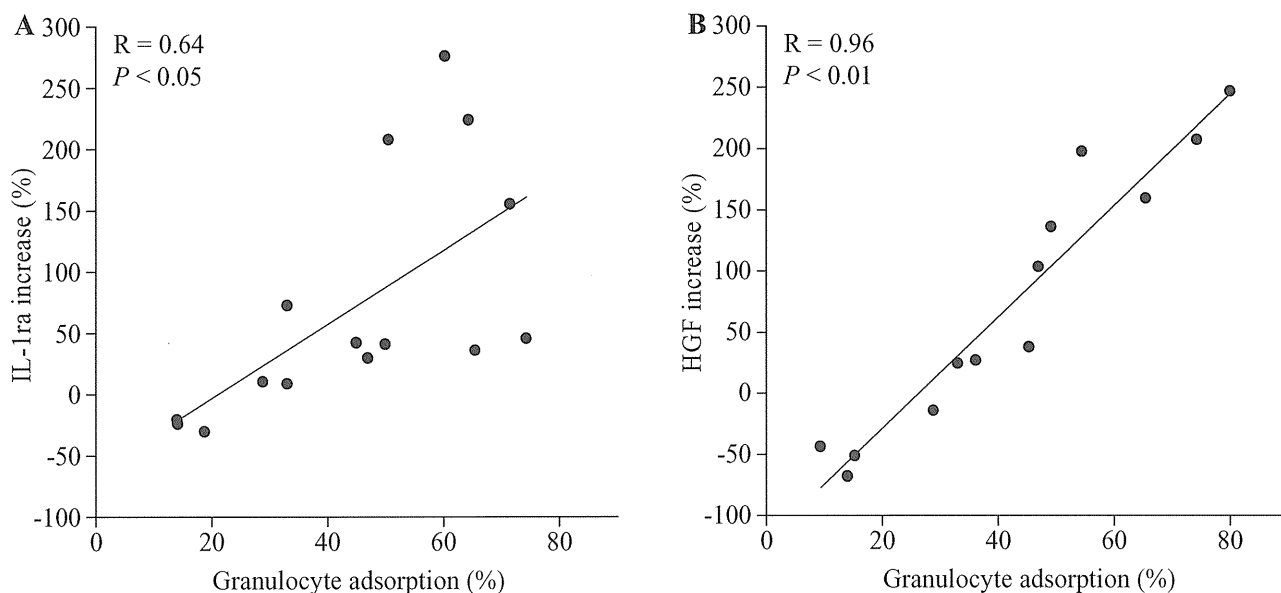 A
R = 0.64
P < 0.05
300
250
200
150
100
50
0
-50
-100
IL-1ra increase (%)
0 20 40 60 80
Granulocyte adsorption (%)
B
R = 0.96
P < 0.01
300
250
200
150
100
50
0
-50
-100
HGF increase (%)
0 20 40 60 80
Granulocyte adsorption (%)